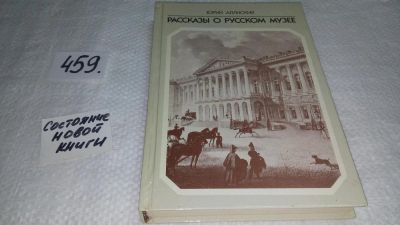 459.
Состояние
новой
книги
ЮРИЙ АЛЯНСКИЙ
РАССКАЗЫ О РУССКОМ МУЗЕЕ